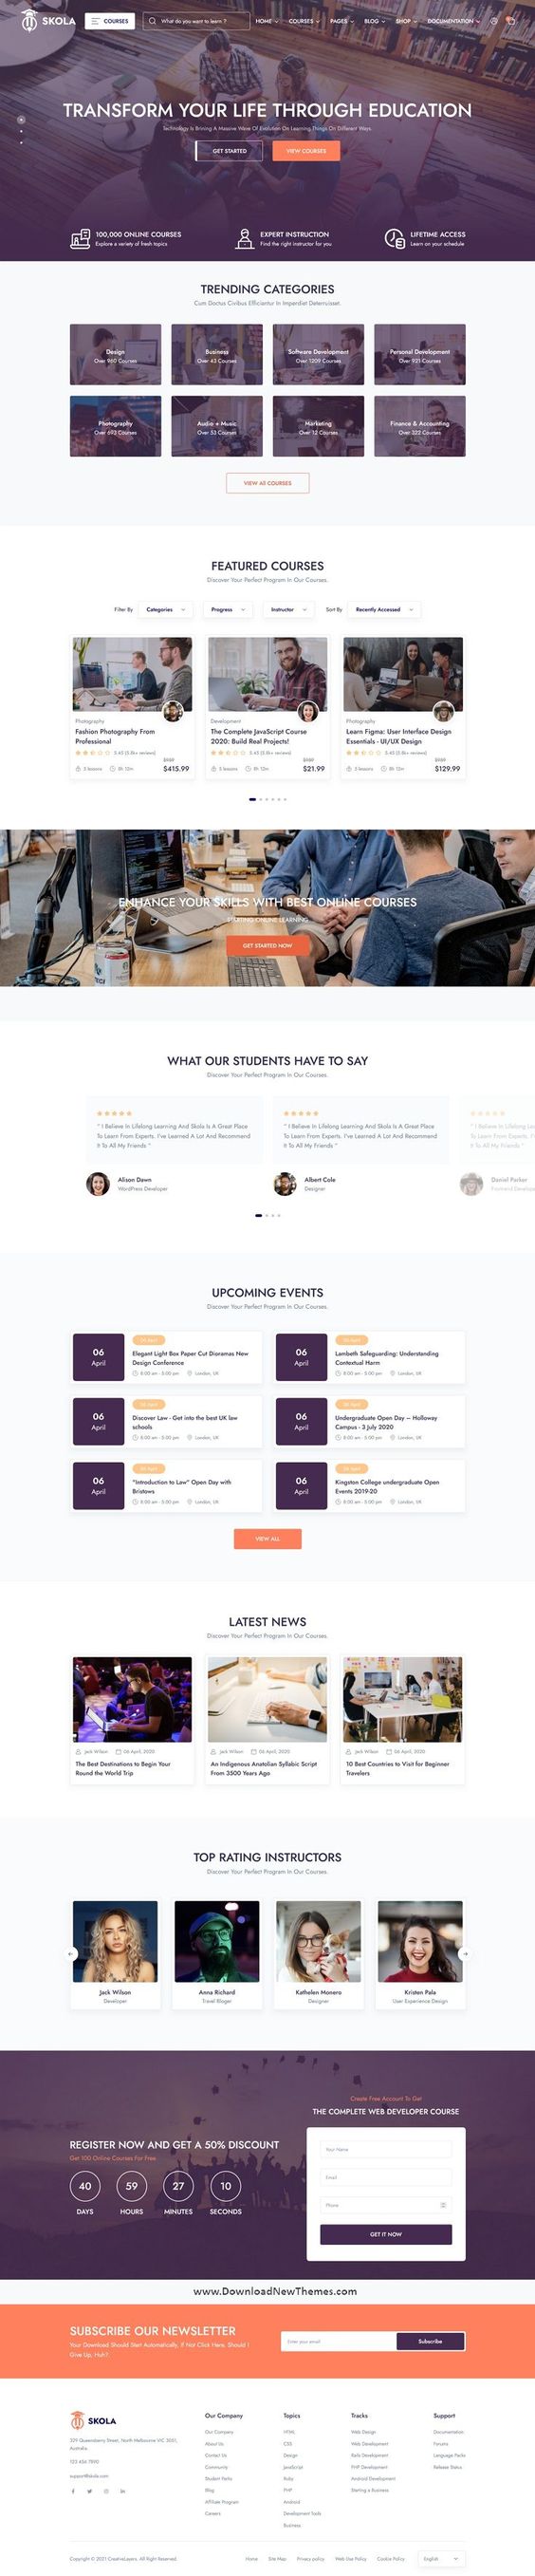 SKOLA
COURSES
What do you want to learn ?
HOME
COURSES
PAGES
BLOG
SHOP
DOCUMENTATION
TRANSFORM YOUR LIFE THROUGH EDUCATION
Technology Is Brining A Massive Wave Of Evolution On Learning Things On Different Ways.
GET STARTED
VIEW COURSES
100,000 ONLINE COURSES
Explore a variety of fresh topics
EXPERT INSTRUCTION
Find the right instructor for you
LIFETIME ACCESS
Learn on your schedule
TRENDING CATEGORIES
Cum Doctus Civibus Efficiantur In Imperdiet Deterruisset.
Design
Over 960 Courses
Business
Over 43 Courses
Software Development
Over 1209 Courses
Personal Development
Over 921 Courses
Photography
Over 693 Courses
Audio + Music
Over 53 Courses
Marketing
Over 12 Courses
Finance & Accounting
Over 322 Courses
VIEW All COURSES
FEATURED COURSES
Discover Your Perfect Program In Our Courses.
Filter By
Categories
Progress
Instructor
Sort By
Recently Accessed
Photography
Fashion Photography From
Professional
5 lessons
8h 12m
$415.99
Development
The Complete JavaScript Course
2020: Build Real Projects!
5 lessons
8h 12m
$21.99
Photography
Learn Figma: User Interface Design
Essentials - UI/UX Design
5 lessons
8h 12m
$129.99
ENHANCE YOUR SKILLS WITH BEST ONLINE COURSES
STARTING ONLINE LEARNING
GET STARTED NOW
WHAT OUR STUDENTS HAVE TO SAY
Discover Your Perfect Program In Our Courses.
" I Believe In Lifelong Learning And Skola Is A Great Place
To Learn From Experts. I've Learned A Lot And Recommend
It To All My Friends "
Alison Dawn
WordPress Developer
" I Believe In Lifelong Learning And Skola Is A Great Place
To Learn From Experts. I've Learned A Lot And Recommend
It To All My Friends "
Albert Cole
Designer
" I Believe In Lifelong
To Learn From Experts.
It To All My Friends "
Daniel Parker
UPCOMING EVENTS
Discover Your Perfect Program In Our Courses.
06
April
Elegant Light Box Paper Cut Dioramas New
Design Conference
8:00 am - 5:00 pm
London, UK
06
April
Lambeth Safeguarding: Understanding
Contextual Harm
8:00 am - 5:00 pm
London, UK
06
April
Discover Law - Get into the best UK law
schools
8:00 am - 5:00 pm
London, UK
06
April
Undergraduate Open Day – Holloway
Campus - 3 July 2020
8:00 am - 5:00 pm
London, UK
06
April
"Introduction to Law" Open Day with
Bristows
8:00 am - 5:00 pm
London, UK
06
April
Kingston College undergraduate Open
Events 2019-20
8:00 am - 5:00 pm
London, UK
VIEW ALL
LATEST NEWS
Discover Your Perfect Program In Our Courses.
Jack Wilson
06 April, 2020
The Best Destinations to Begin Your
Round the World Trip
Jack Wilson
06 April, 2020
An Indigenous Anatolian Syllabic Script
From 3500 Years Ago
Jack Wilson
06 April, 2020
10 Best Countries to Visit for Beginner
Travelers
TOP RATING INSTRUCTORS
Discover Your Perfect Program In Our Courses.
Jack Wilson
Developer
Anna Richard
Travel Bloger
Kathelen Monero
Designer
Kristen Pala
User Experience Design
REGISTER NOW AND GET A 50% DISCOUNT
Get 100 Online Courses For Free
40
DAYS
59
HOURS
27
MINUTES
10
SECONDS
Create Free Account To Get
THE COMPLETE WEB DEVELOPER COURSE
Your Name
Email
Phone
GET IT NOW
www.DownloadNewThemes.com
SUBSCRIBE OUR NEWSLETTER
Your Download Should Start Automatically, If Not Click Here. Should I
Give Up, Huh?.
Enter your email
Subscribe
SKOLA
329 Queensberry Street, North Melbourne VIC 3051,
Australia.
123 456 7890
support@skola.com
Our Company
Our Company
About Us
Contact Us
Community
Student Perks
Blog
Affiliate Program
Careers
Topics
HTML
CSS
Design
JavaScript
Ruby
PHP
Android
Development Tools
Business
Tracks
Web Design
Web Development
Rails Development
PHP Development
Android Development
Starting a Business
Support
Documentation
Forums
Language Packs
Release Status
Copyright © 2021 CreativeLayers. All Right Reserved.
Home
Site Map
Privacy policy
Web Use Policy
Cookie Policy
English